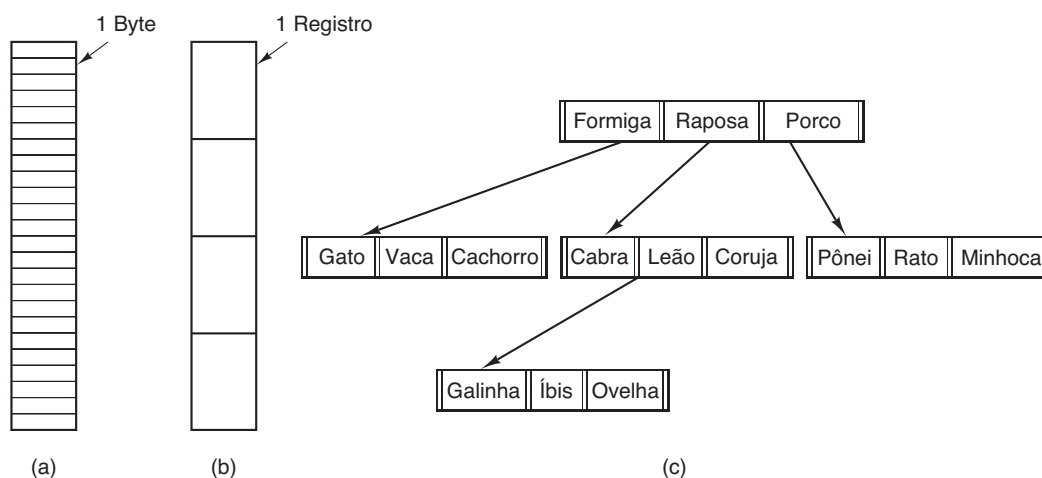 1 Byte
1 Registro
Formiga Raposa Porco
Gato Vaca Cachorro
Cabra Leão Coruja
Pônei Rato Minhoca
Galinha Íbis Ovelha
(a)
(b)
(c)